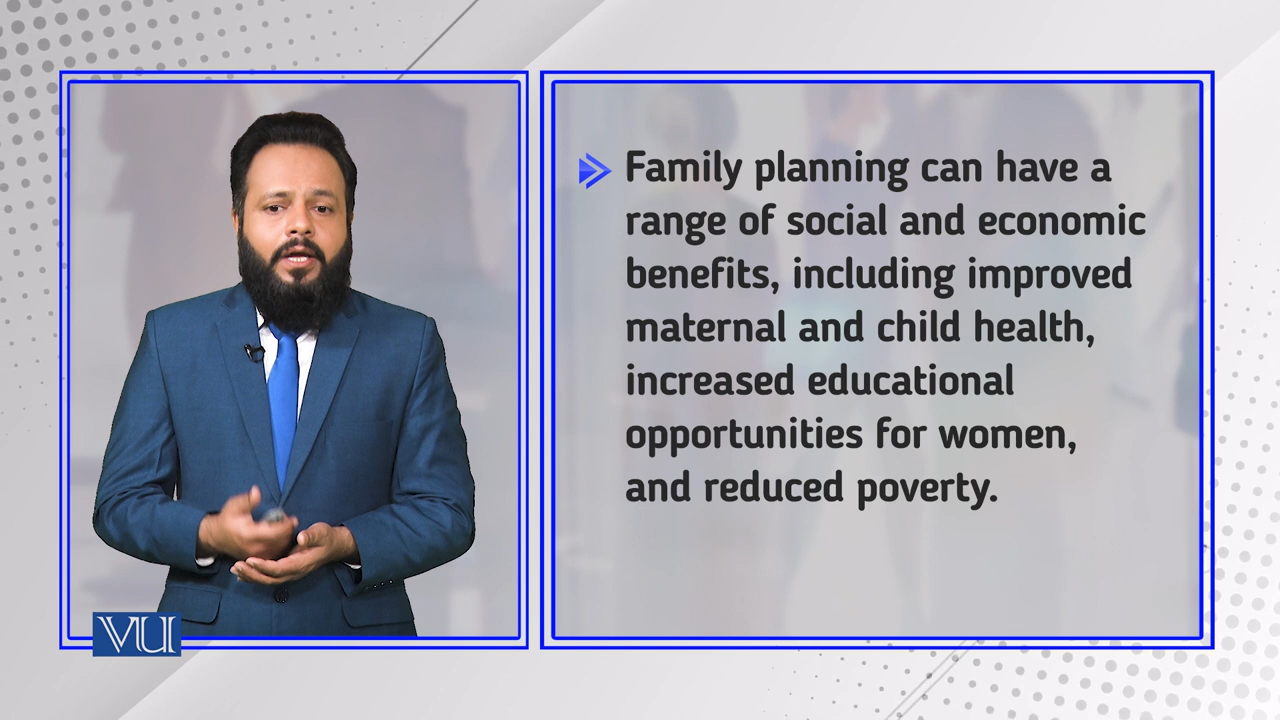 Family planning can have a
range of social and economic
benefits, including improved
maternal and child health,
increased educational
opportunities for women,
and reduced poverty.
VU